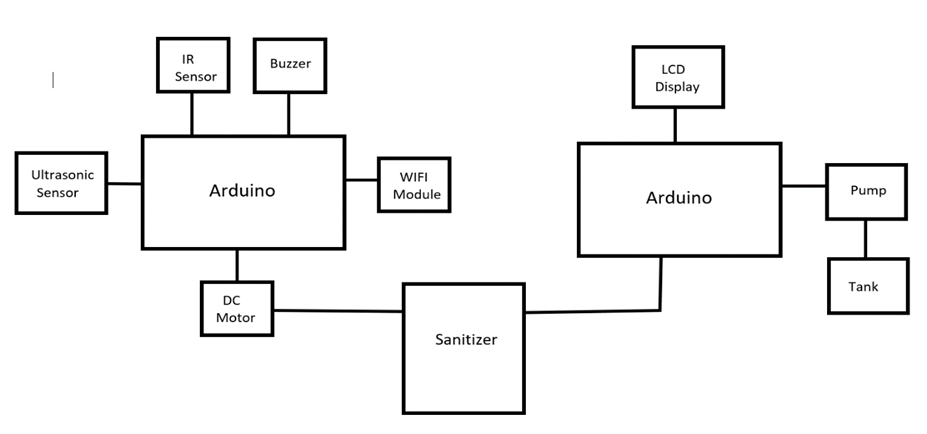 IR
Sensor
Buzzer
LCD
Display
Ultrasonic
Sensor
Arduino
WIFI
Module
Arduino
Pump
DC
Motor
Sanitizer
Tank